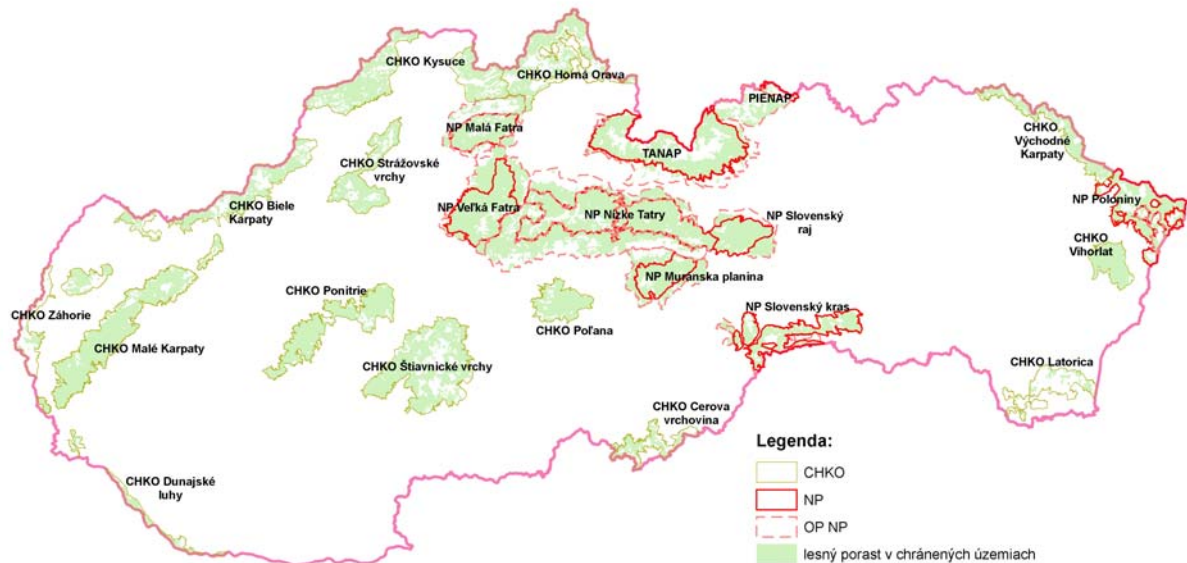 CHKO Kysuce
CHKO Horná Orava
PIENAP
NP Malá Fatra
TANAP
CHKO
Východné
Karpaty
CHKO Strážovské
vrchy
CHKO Biele
Karpaty
NP Veľká Fatra
NP Nízke Tatry
NP Slovenský
raj
NP Poloniny
CHKO
Vihorlat
NP Muránska planina
CHKO Ponitrie
CHKO Záhorie
CHKO Malé Karpaty
CHKO Poľana
NP Slovenský kras
CHKO Štiavnické vrchy
CHKO Latorica
CHKO Cerova
vrchovina
CHKO Dunajské
luhy
Legenda:
CHKO
NP
OP NP
lesný porast v chránených územiach